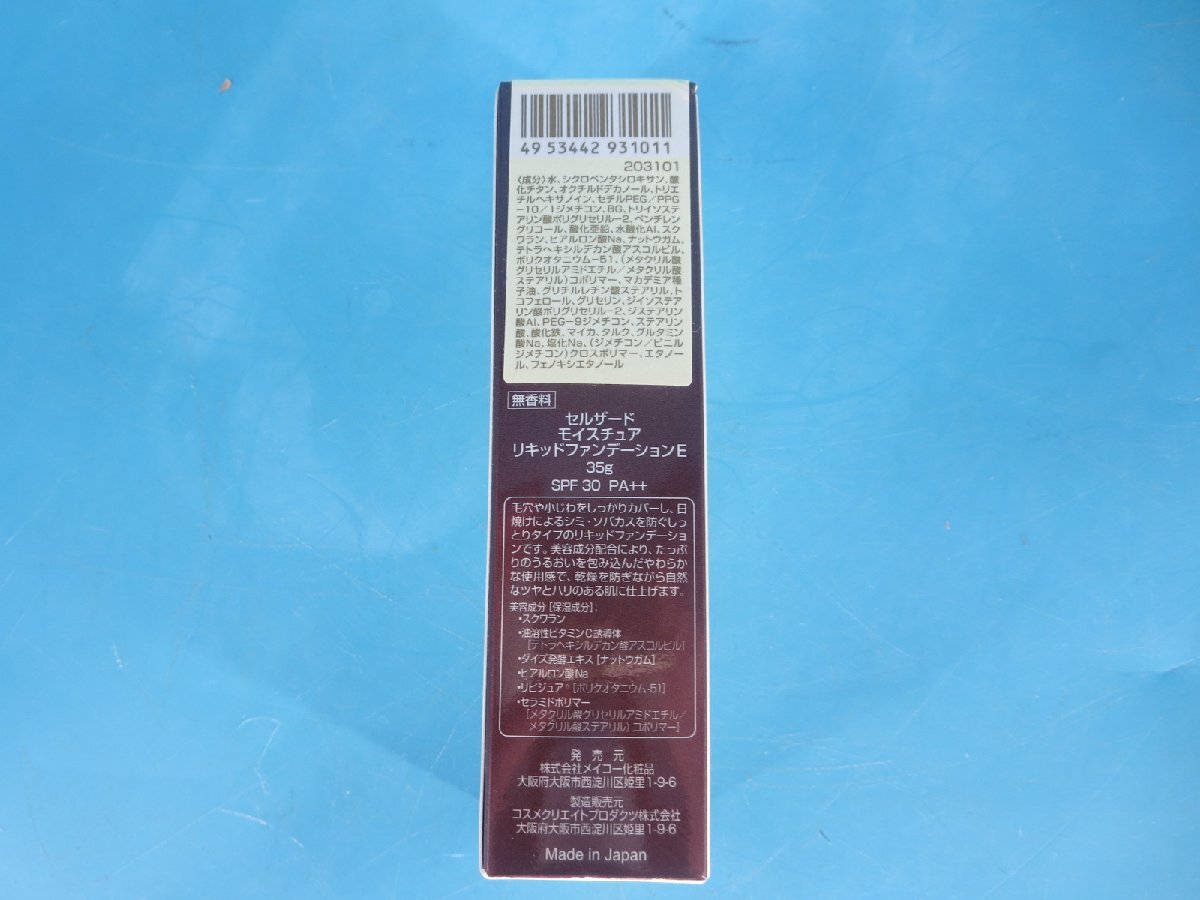 49 53442 931011
203101
〈成分〉水、シクロペンタシロキサン、酸
化チタン、オクチルドデカノール、トリエ
チルヘキサノイン、セチルPEG/PPG
-10/1ジメチコン、BG、トリイソステ
アリン酸ポリグリセリル-2、ペンチレン
グリコール、酸化亜鉛、水酸化Al、スク
ワラン、ヒアルロン酸Na、ナットウガム、
テトラヘキシルデカン酸アスコルビル、
ポリクオタニウム-51、(メタクリル酸
グリセリルアミドエチル/メタクリル酸
ステアリル)コポリマー、マカデミア種
子油、グリチルレチン酸ステアリル、ト
コフェロール、グリセリン、ジイソステア
リン酸ポリグリセリル-2、ジステアリン
酸Al、PEG-9ジメチコン、ステアリン
酸、酸化鉄、マイカ、タルク、グルタミン
酸Na、塩化Na、(ジメチコン/ビニル
ジメチコン)クロスポリマー、エタノー
ル、フェノキシエタノール
無香料
セルザード
モイスチュア
リキッドファンデーションE
35g
SPF 30 PA++
毛穴や小じわをしっかりカバーし、日
焼けによるシミ・ソバカスを防ぐしっ
とりタイプのリキッドファンデーショ
ンです。美容成分配合により、たっぷ
りのうるおいを包み込んだやわらか
な使用感で、乾燥を防ぎながら自然
なツヤとハリのある肌に仕上げます。
美容成分[保湿成分]:
・スクワラン
・油溶性ビタミンC誘導体
[テトラヘキシルデカン酸アスコルビル]
・ダイズ発酵エキス[ナットウガム]
・ヒアルロン酸Na
・リピジュア®[ポリクオタニウム-51]
・セラミドポリマー
[メタクリル酸グリセリルアミドエチル/
メタクリル酸ステアリル)コポリマー]
発売元
株式会社メイコー化粧品
大阪府大阪市西淀川区姫里1-9-6
製造販売元
コスメクリエイトプロダクツ株式会社
大阪府大阪市西淀川区姫里1-9-6
Made in Japan